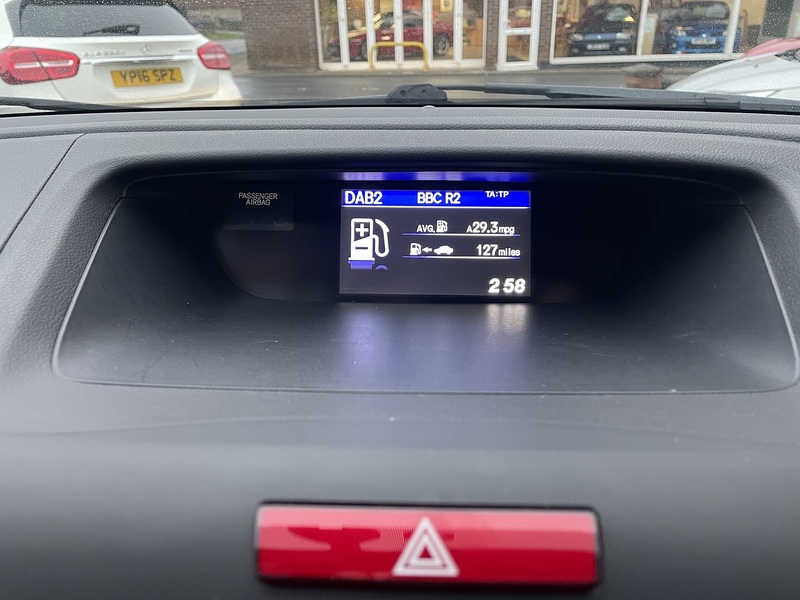 YP16 SPZ
PASSENGER
AIRBAG
DAB2 BBC R2 TA:TP
AVG. A29.3mpg
127miles
2 58